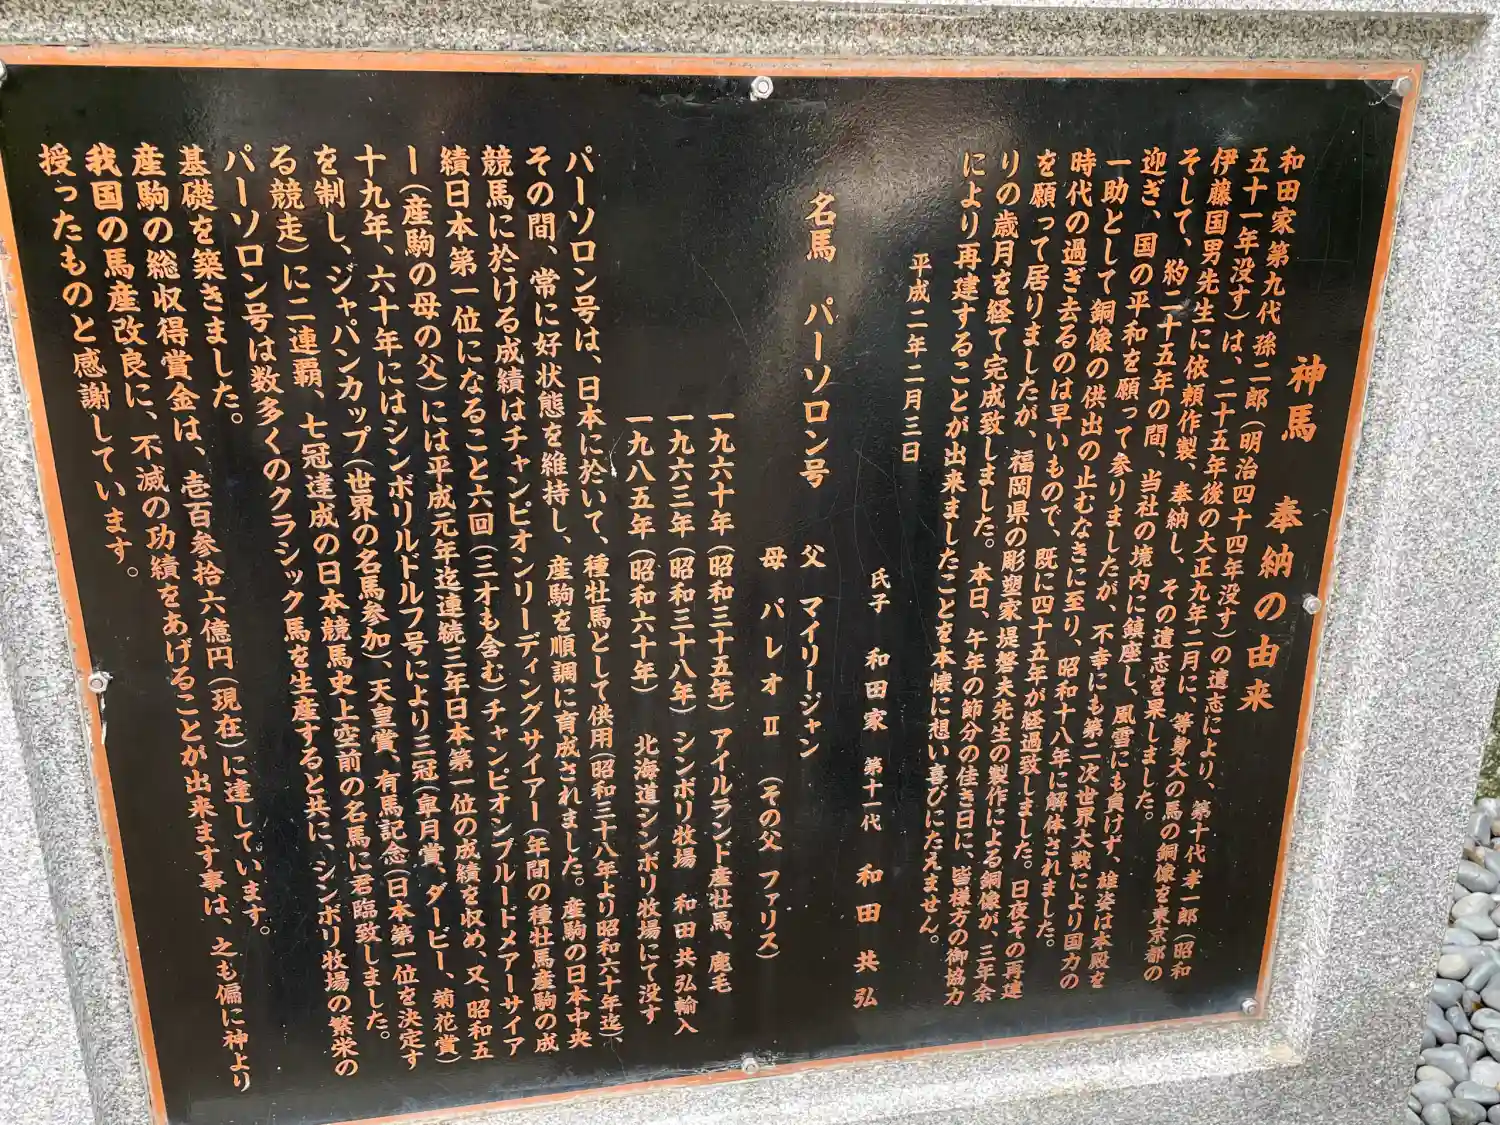 神馬 奉納の由来
和田家第九代孫二郎(明治四十四年没す)の遺志により、第十代孝一郎(昭和
五十一年没す)は、二十五年後の大正九年二月に、等身大の馬の銅像を東京都の
伊藤国男先生に依頼作製、奉納し、その遺志を果しました。
そして、約二十五年の間、当社の境内に鎮座し、風雪にも負けず、雄姿は本殿を
迎ぎ、国の平和を願って参りましたが、不幸にも第二次世界大戦により国力の
一助として銅像の供出の止むなきに至り、昭和十八年に解体されました。
時代の過ぎ去るのは早いもので、既に四十五年が経過致しました。日夜その再建
を願って居りましたが、福岡県の彫塑家堤磐夫先生の製作による銅像が、三年余
りの歳月を経て完成致しました。本日、午年の節分の佳き日に、皆様方の御協力
により再建することが出来ましたことを本懐に想い喜びにたえません。
平成二年二月三日
氏子 和田家 第十一代 和田共弘
名馬 パーソロン号 父 マイリージャン
母 パレオⅡ (その父 ファリス)
一九六十年(昭和三十五年) アイルランド産牡馬、鹿毛
一九六三年(昭和三十八年) シンボリ牧場 和田共弘輸入
一九八五年(昭和六十年) 北海道シンボリ牧場にて没す
パーソロン号は、日本に於いて、種牡馬として供用(昭和三十八年より昭和六十年迄)、
その間、常に好状態を維持し、産駒を順調に育成されました。産駒の日本中央
競馬に於ける成績はチャンピオンリーディングサイアー(年間の種牡馬産駒の成
績日本第一位になること六回(三才も含む)チャンピオンブルードメアーサイア
ー(産駒の母の父)には平成元年迄連続三年日本第一位の成績を収め、又、昭和五
十九年、六十年にはシンボリルドルフ号により三冠(皐月賞、ダービー、菊花賞)
を制し、ジャパンカップ(世界の名馬参加)、天皇賞、有馬記念(日本第一位を決定す
る競走)に二連覇、七冠達成の日本競馬史上空前の名馬に君臨致しました。
パーソロン号は数多くのクラシック馬を生産すると共に、シンボリ牧場の繁栄の
基礎を築きました。
産駒の総収得賞金は、壱百参拾六億円(現在)に達しています。
我国の馬産改良に、不滅の功績をあげることが出来ます事は、之も偏に神より
授ったものと感謝しています。